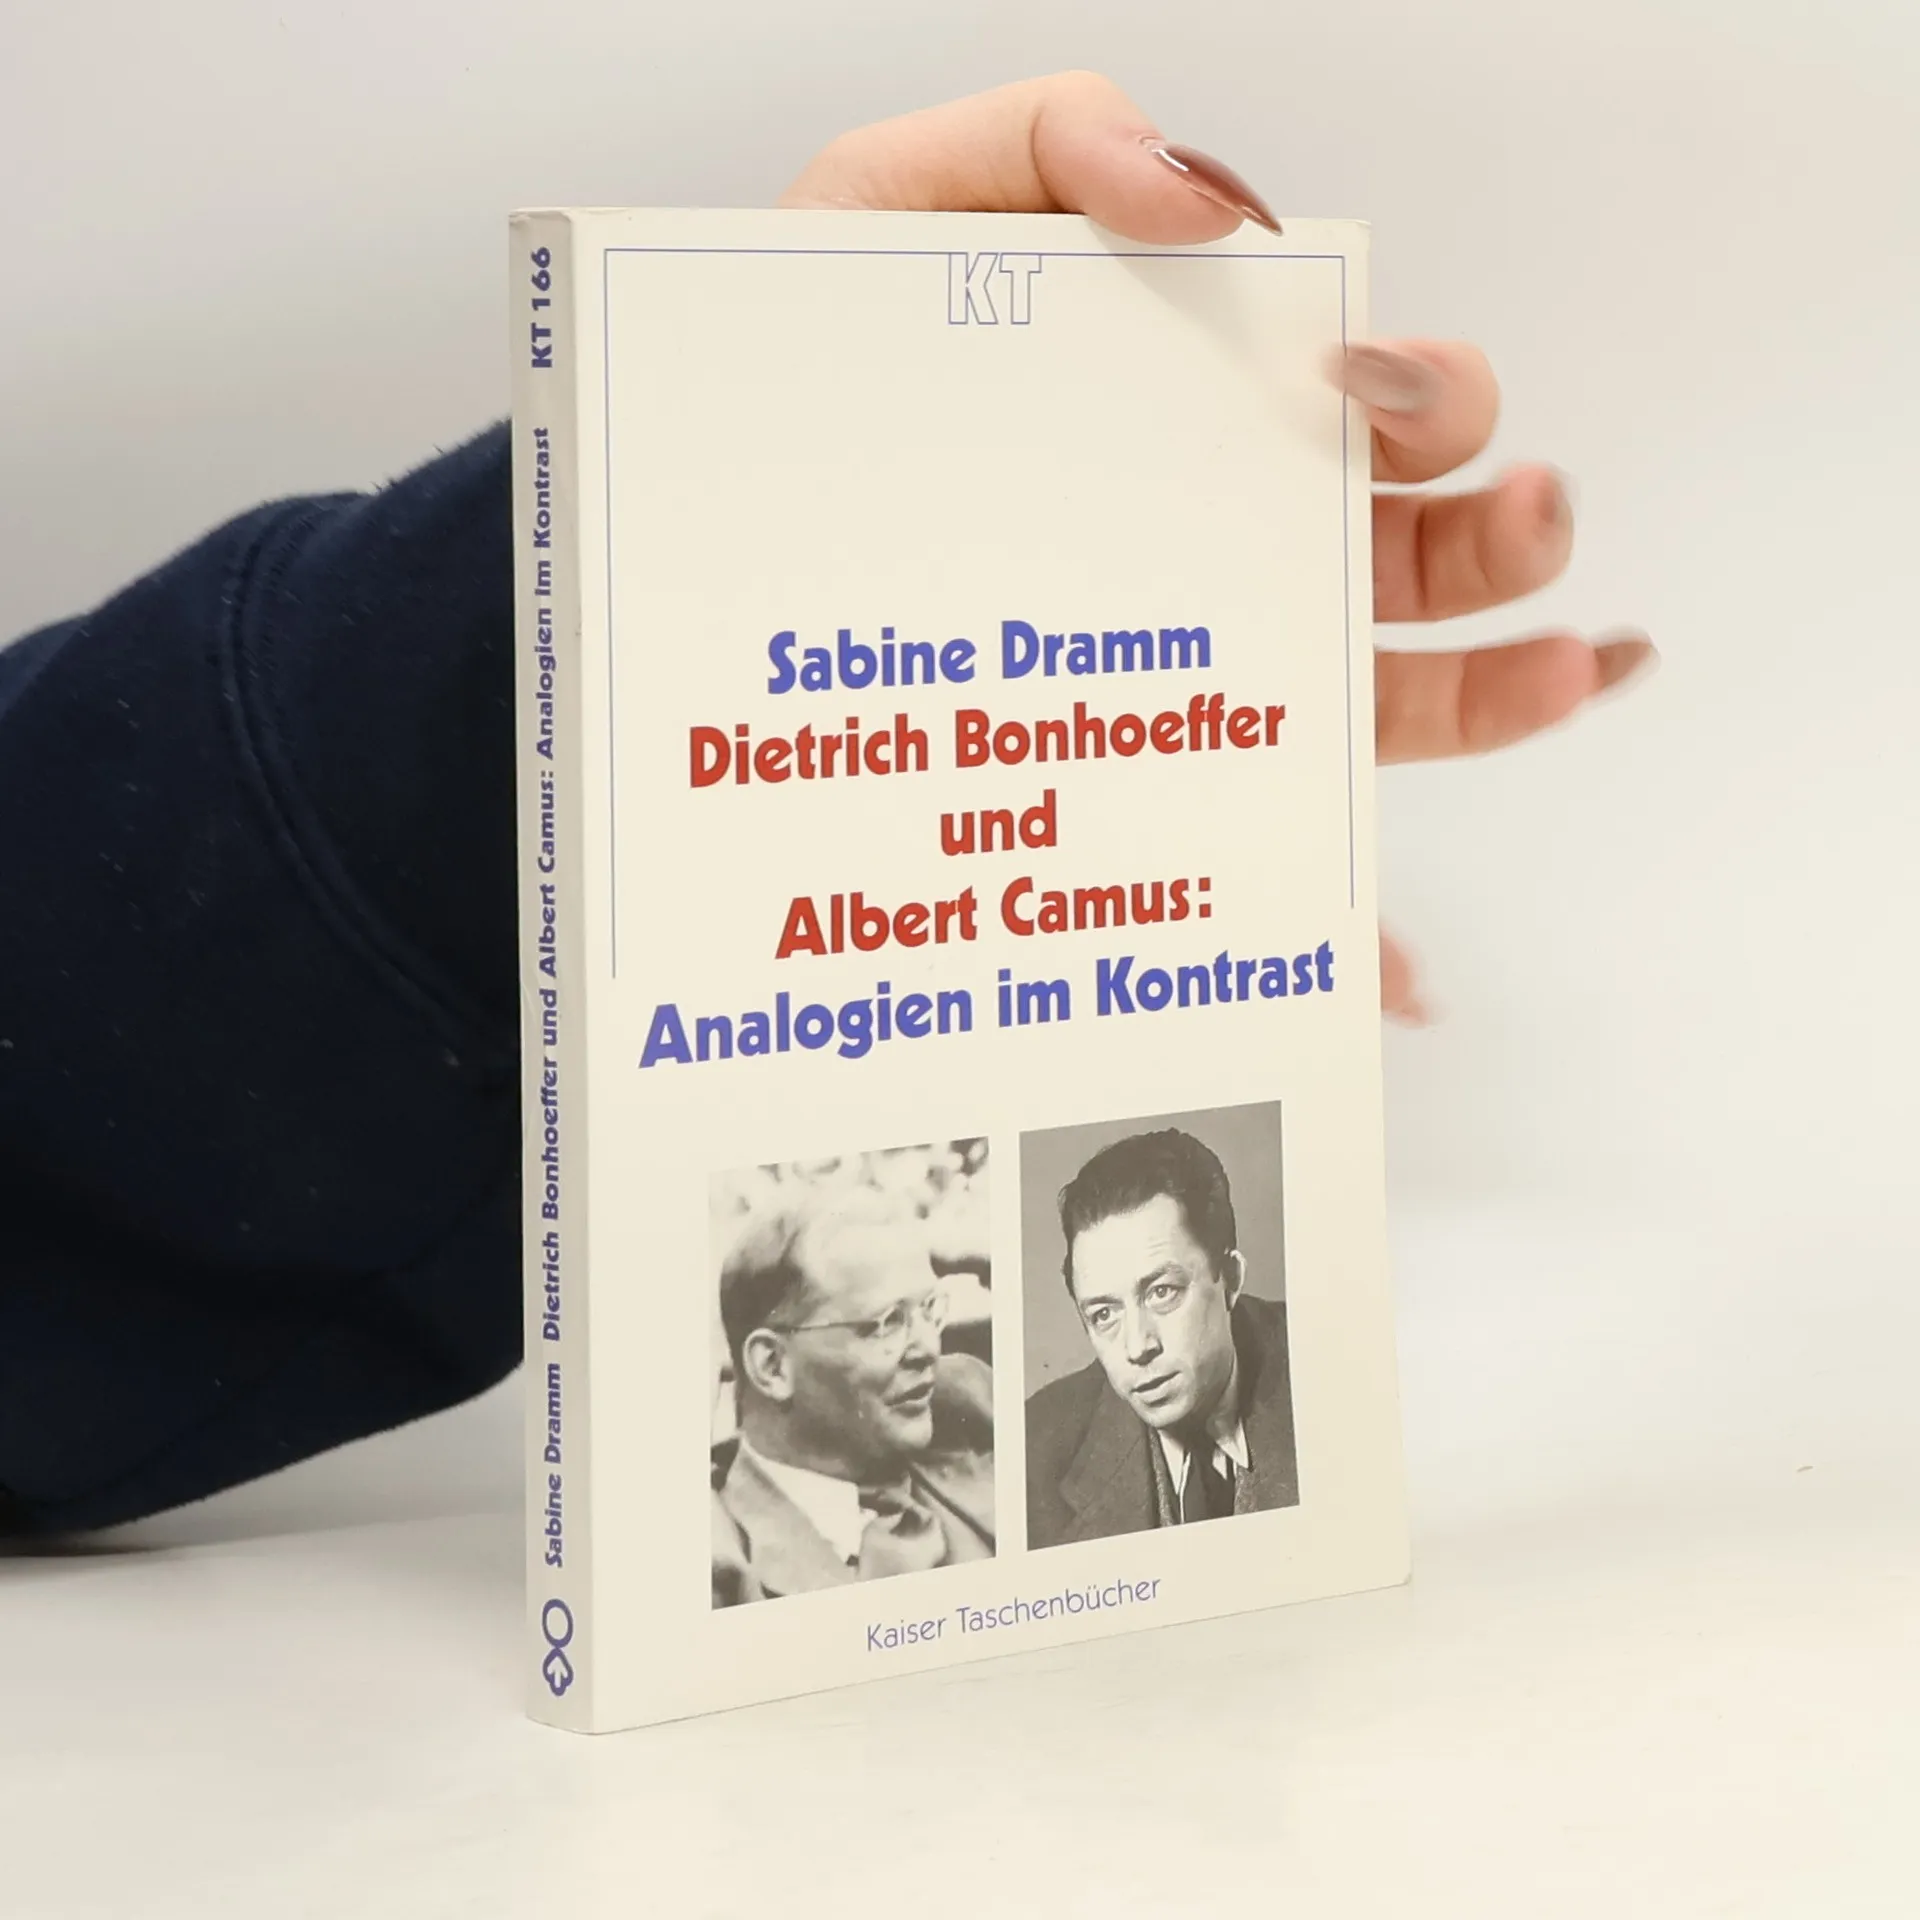 KT
Sabine Dramm
Dietrich Bonhoeffer
und
Albert Camus:
Analogien im Kontrast
Kaiser Taschenbücher
Sabine Dramm Dietrich Bonhoeffer und Albert Camus: Analogien im Kontrast KT 166